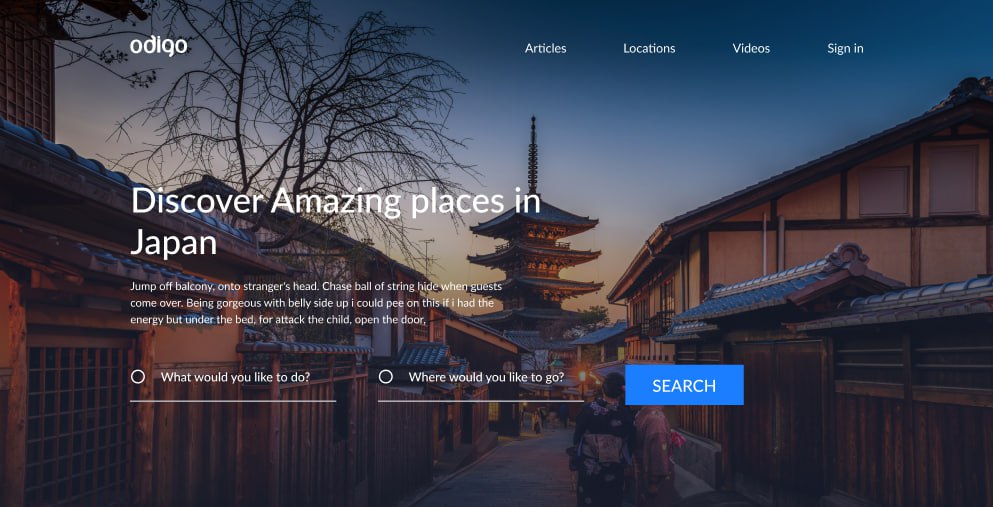 odigo
Articles
Locations
Videos
Sign in
Discover Amazing places in
Japan
Jump off balcony, onto stranger's head. Chase ball of string hide when guests
come over. Being gorgeous with belly side up i could pee on this if i had the
energy but under the bed, for attack the child, open the door,
What would you like to do?
Where would you like to go?
SEARCH